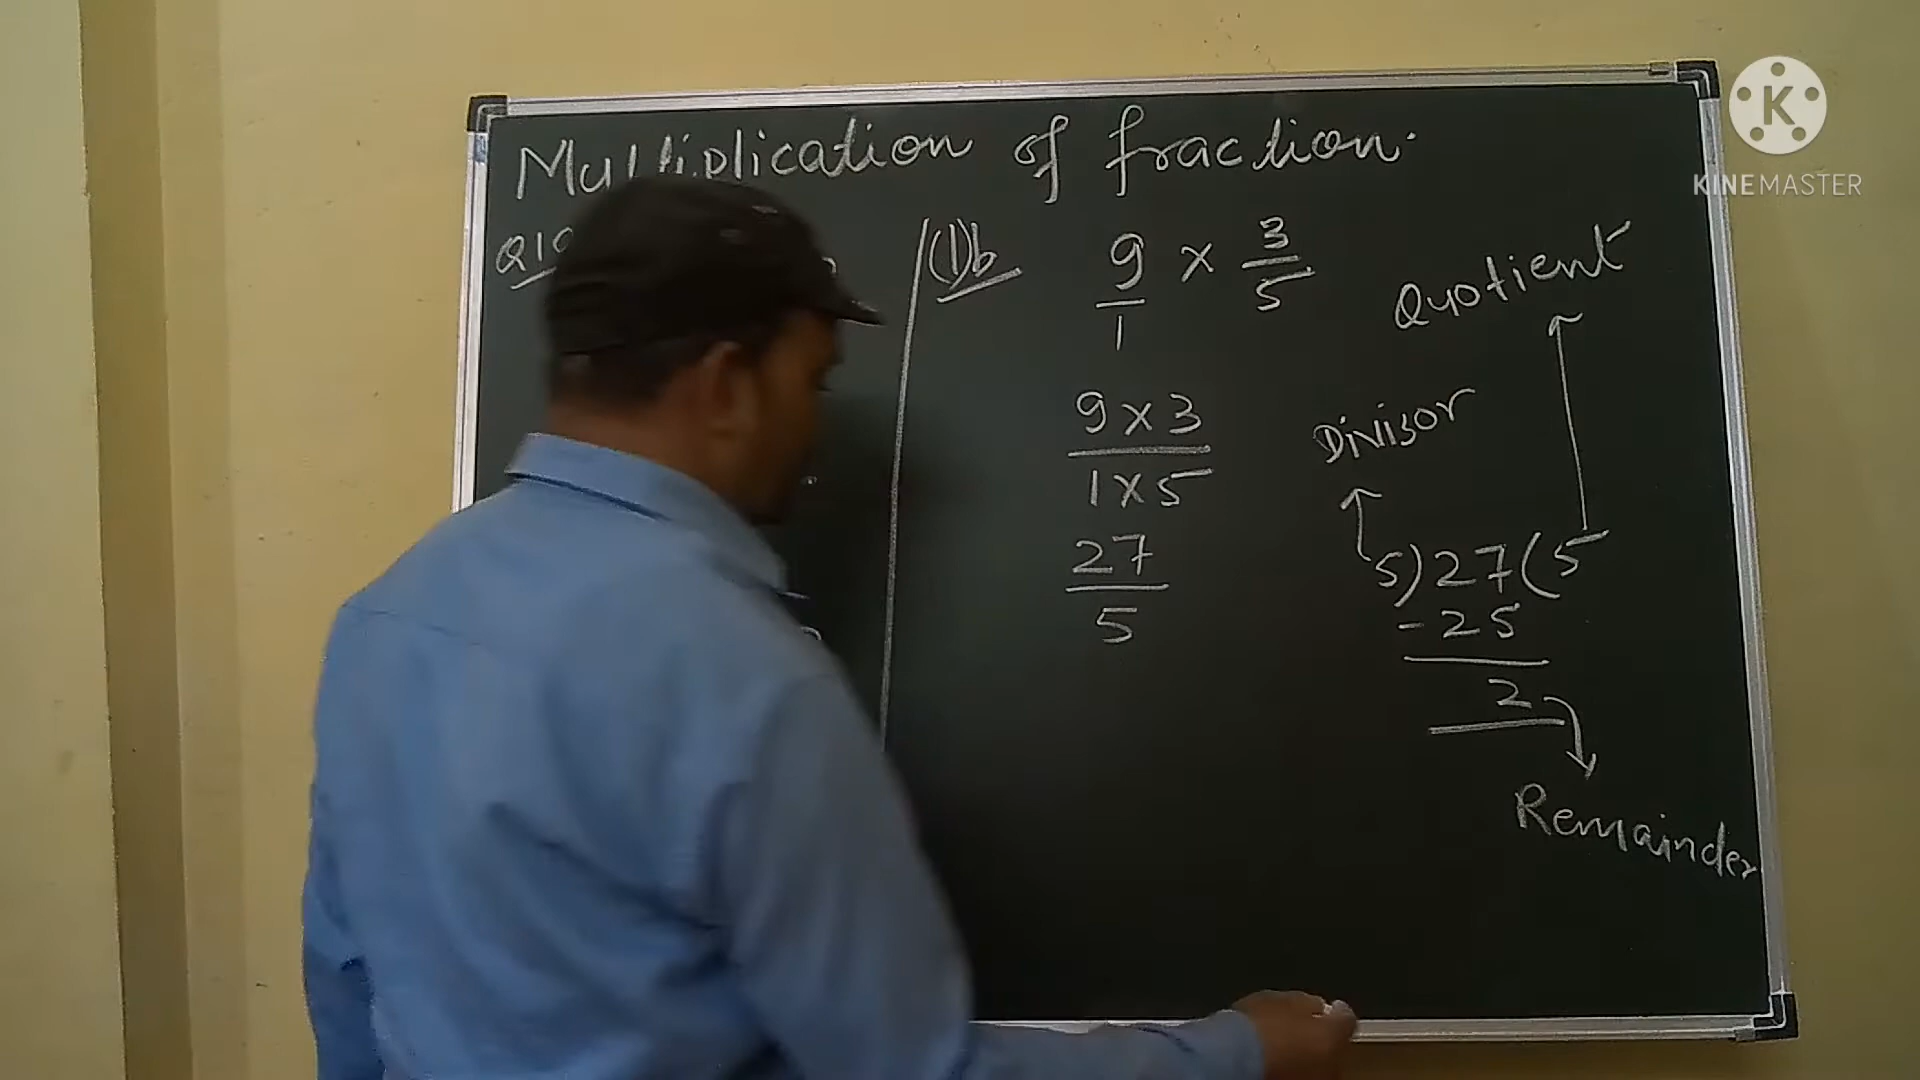 Multiplication of fraction.
(1)b
9/1 × 3/5
9 × 3
1 × 5
27
5
Quotient
Divisor
5)27(5
-25
2
Remainder
K
KINEMASTER